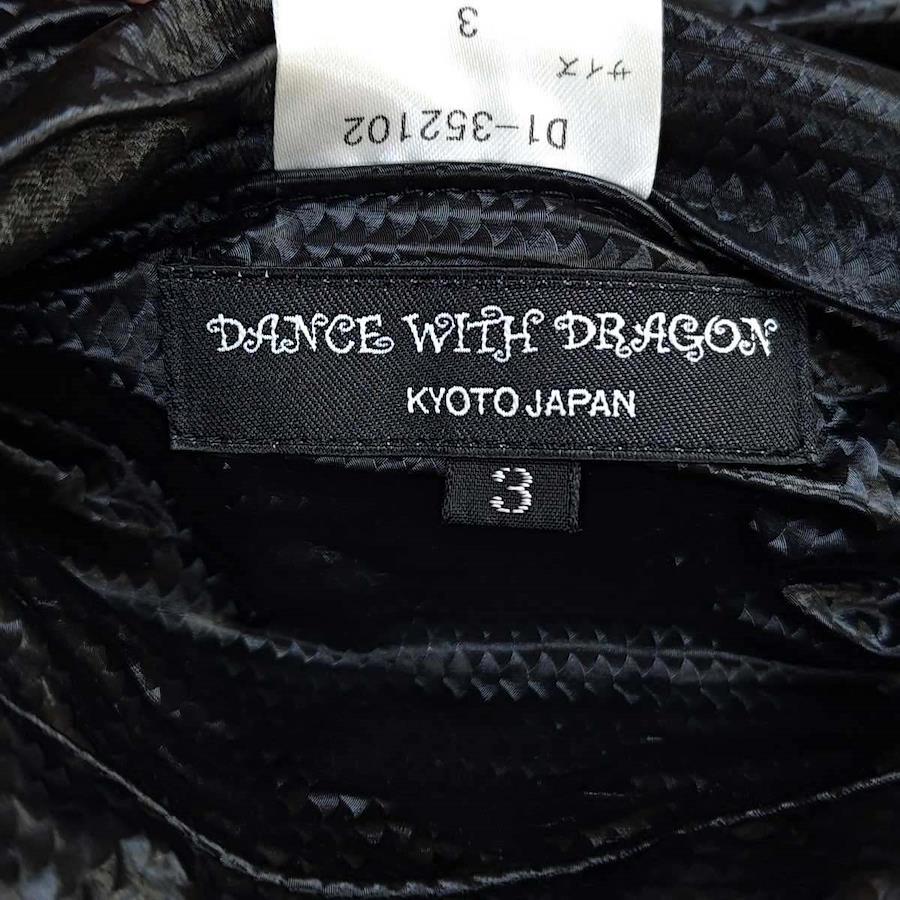 D1-352102
サイズ
3
DANCE WITH DRAGON
KYOTO JAPAN
3